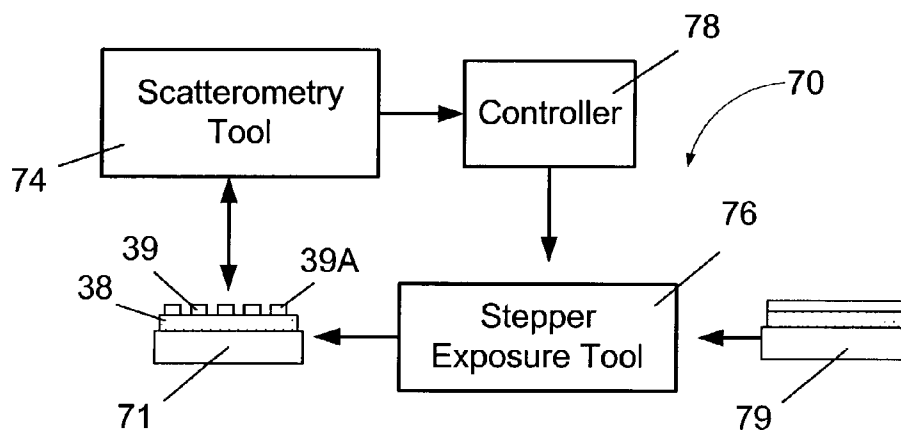 78
Scatterometry
Tool
Controller
70
74
76
39
39A
38
Stepper
Exposure Tool
71
79